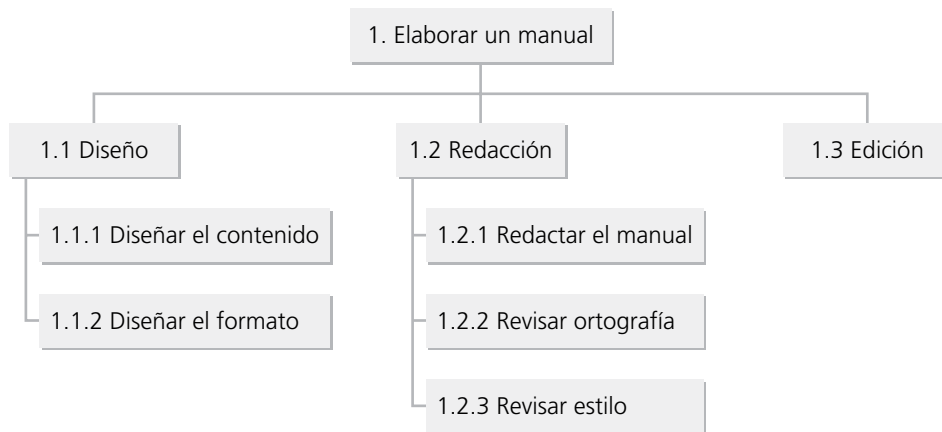 1. Elaborar un manual
1.1 Diseño
1.2 Redacción
1.3 Edición
1.1.1 Diseñar el contenido
1.2.1 Redactar el manual
1.1.2 Diseñar el formato
1.2.2 Revisar ortografía
1.2.3 Revisar estilo